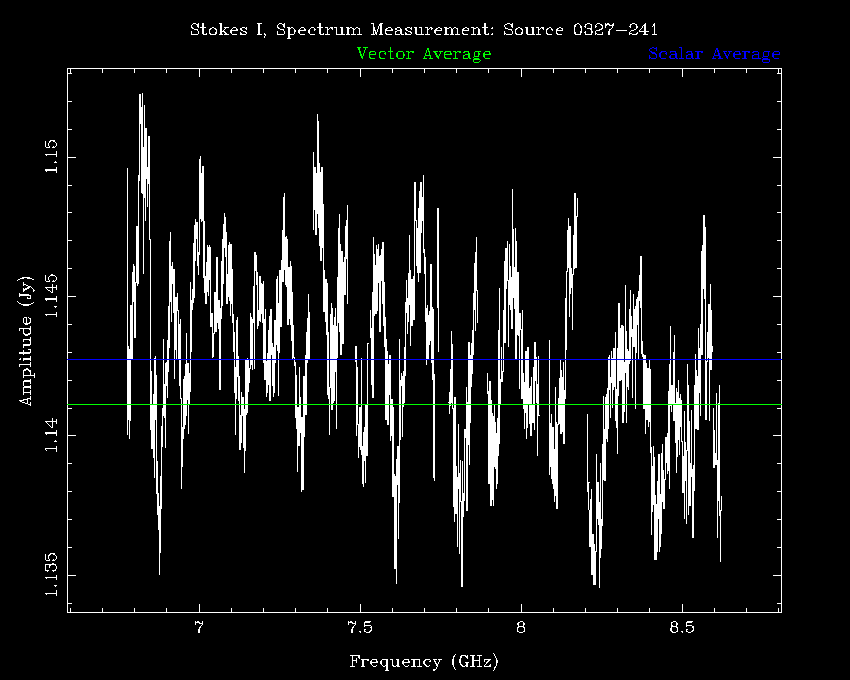 Stokes I, Spectrum Measurement: Source 0327-241
Vector Average Scalar Average
1.15
1.145
1.14
1.135
Amplitude (Jy)
7 7.5 8 8.5
Frequency (GHz)